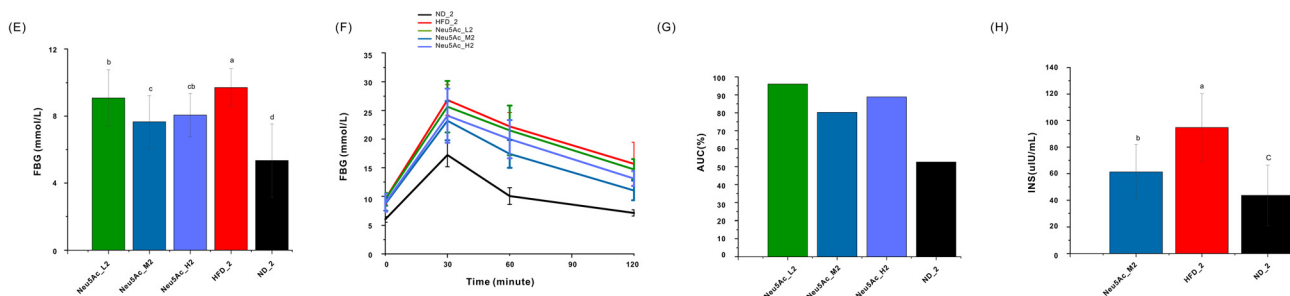 (E)
FBG (mmol/L)
12
9
6
3
0
b
c
cb
a
d
Neu5Ac_L2
Neu5Ac_M2
Neu5Ac_H2
HFD_2
ND_2
(F)
ND_2
HFD_2
Neu5Ac_L2
Neu5Ac_M2
Neu5Ac_H2
FBG (mmol/L)
35
30
25
20
15
10
5
0
0
30
60
90
120
Time (minute)
(G)
AUC(%)
100
90
80
70
60
50
40
30
20
10
0
Neu5Ac_L2
Neu5Ac_M2
Neu5Ac_H2
ND_2
(H)
INS(uIU/mL)
140
120
100
80
60
40
20
0
b
a
C
Neu5Ac_M2
HFD_2
ND_2